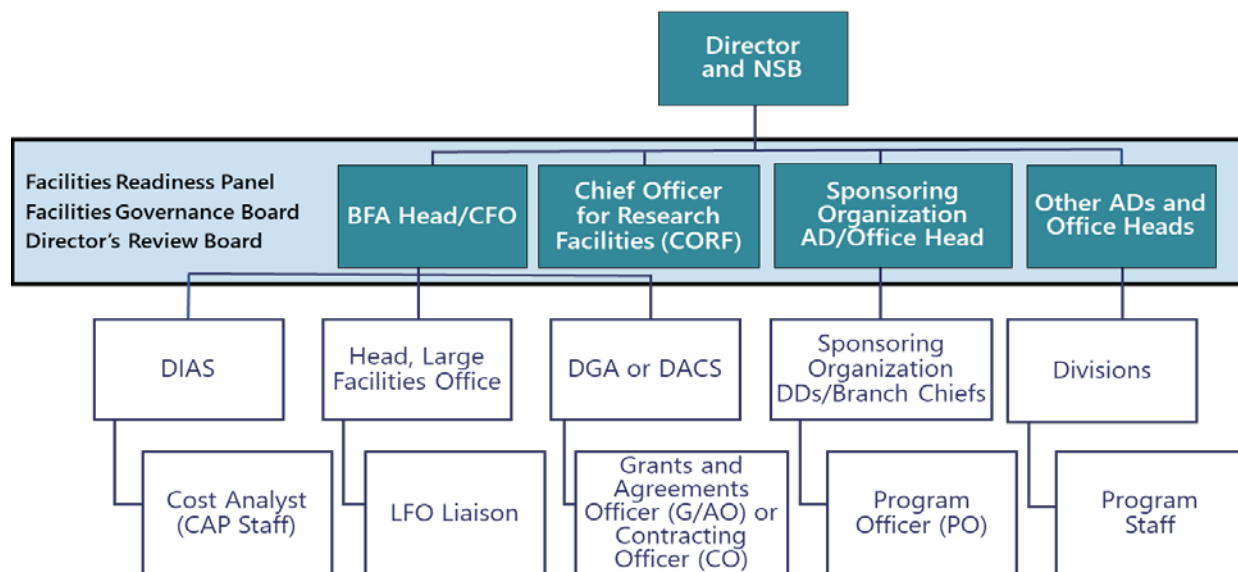 Director
and NSB
Facilities Readiness Panel
Facilities Governance Board
Director's Review Board
BFA Head/CFO
Chief Officer
for Research
Facilities (CORF)
Sponsoring
Organization
AD/Office Head
Other ADs and
Office Heads
DIAS
Head, Large
Facilities Office
DGA or DACS
Sponsoring
Organization
DDs/Branch Chiefs
Divisions
Cost Analyst
(CAP Staff)
LFO Liaison
Grants and
Agreements
Officer (G/AO) or
Contracting
Officer (CO)
Program
Officer (PO)
Program
Staff